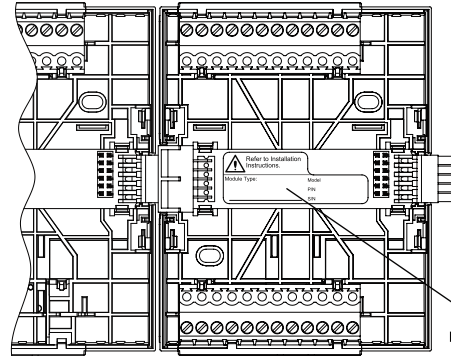 Refer to Installation
Instructions.
Module Type:
Model
P/N
S/N